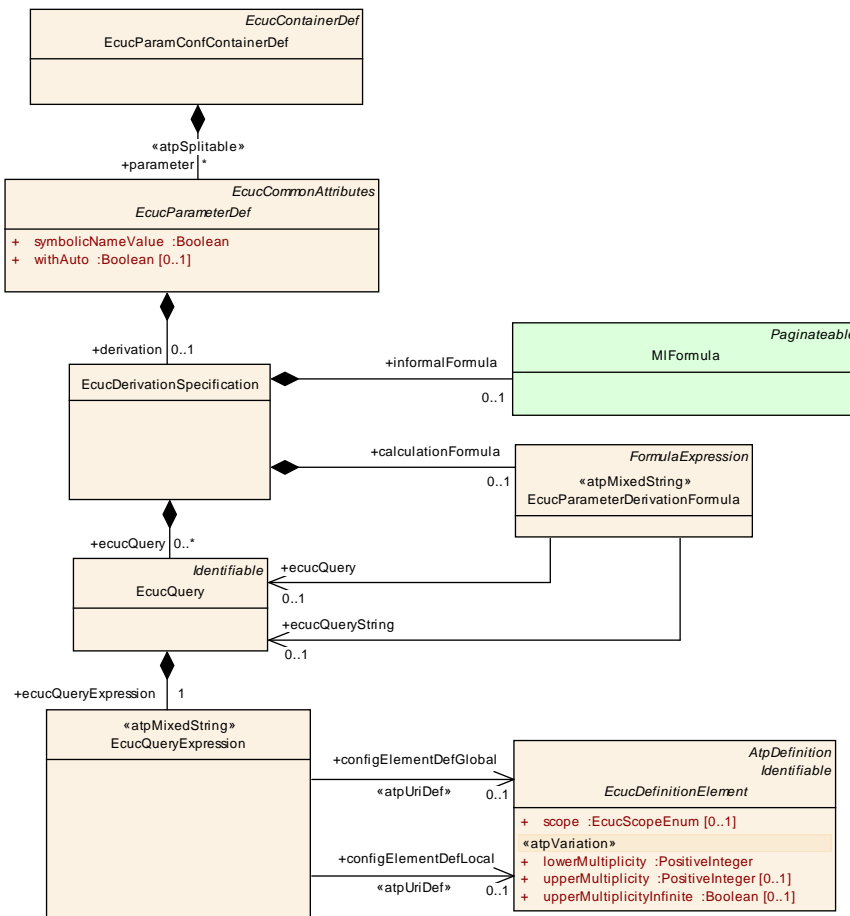 EcucContainerDef
EcucParamConfContainerDef
«atpSplitable»
+parameter *
EcucCommonAttributes
EcucParameterDef
+ symbolicNameValue :Boolean
+ withAuto :Boolean [0..1]
+derivation 0..1
EcucDerivationSpecification
+informalFormula
0..1
Paginateable
MlFormula
+calculationFormula
0..1
FormulaExpression
«atpMixedString»
EcucParameterDerivationFormula
+ecucQuery 0..*
Identifiable
EcucQuery
+ecucQuery
0..1
+ecucQueryString
0..1
+ecucQueryExpression 1
«atpMixedString»
EcucQueryExpression
+configElementDefGlobal
«atpUriDef» 0..1
+configElementDefLocal
«atpUriDef» 0..1
AtpDefinition
Identifiable
EcucDefinitionElement
+ scope :EcucScopeEnum [0..1]
«atpVariation»
+ lowerMultiplicity :PositiveInteger
+ upperMultiplicity :PositiveInteger [0..1]
+ upperMultiplicityInfinite :Boolean [0..1]